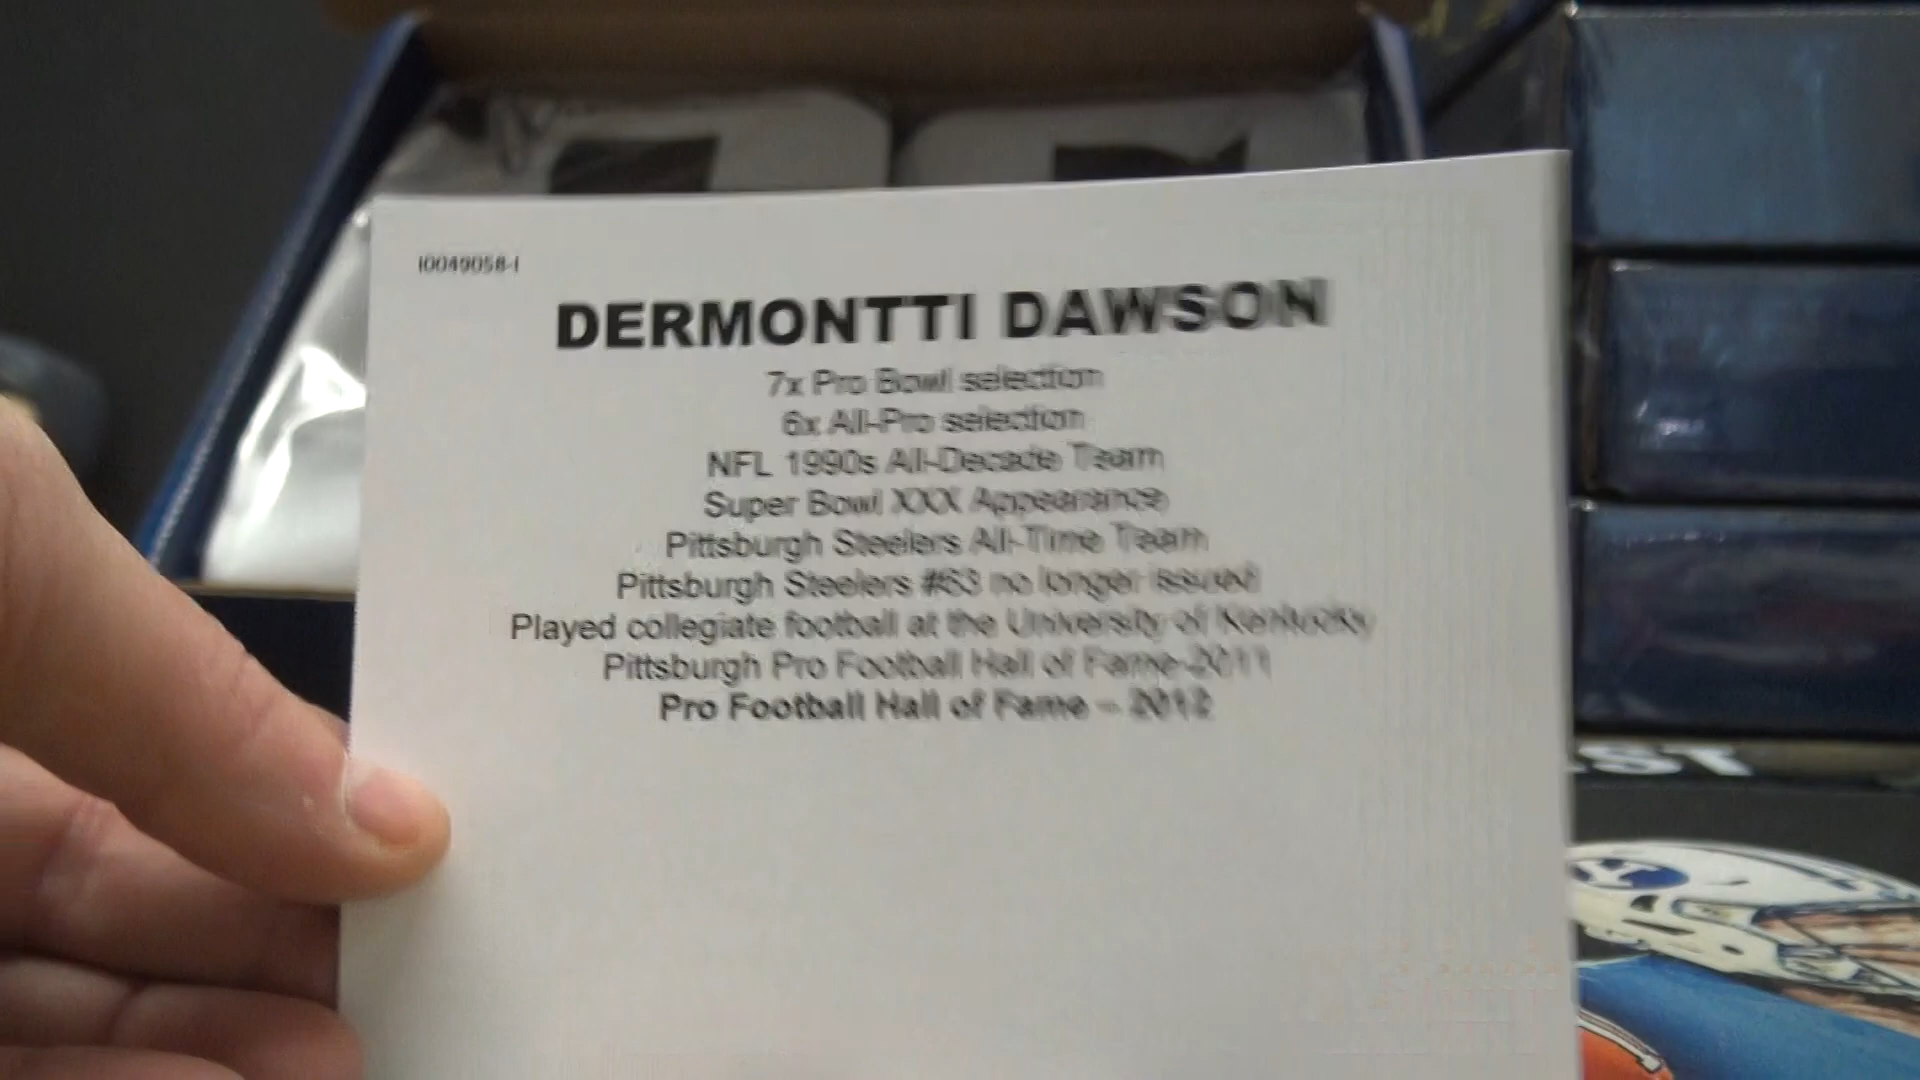 I0049058-I
DERMONTTI DAWSON
7x Pro Bowl selection
6x All-Pro selection
NFL 1990s All-Decade Team
Super Bowl XXX Appearance
Pittsburgh Steelers All-Time Team
Pittsburgh Steelers #63 no longer issued
Played collegiate football at the University of Kentucky
Pittsburgh Pro Football Hall of Fame-2011
Pro Football Hall of Fame – 2012
ST